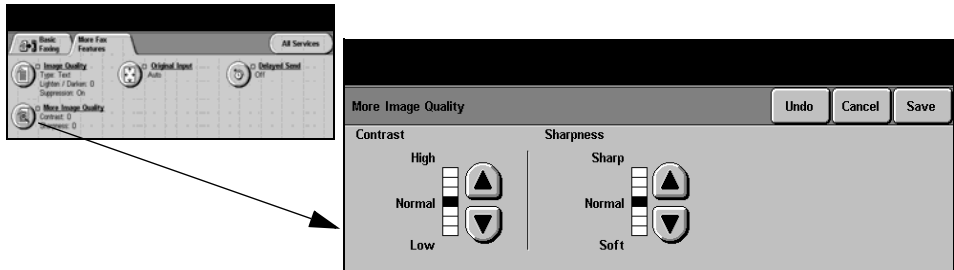 Basic Faxing
More Fax Features
All Services
Image Quality
Type: Text
Lighten / Darken: 0
Suppression: On
Original Input
Auto
Delayed Send
Off
More Image Quality
Contrast: 0
Sharpness: 0
More Image Quality
Undo
Cancel
Save
Contrast
High
Normal
Low
Sharpness
Sharp
Normal
Soft